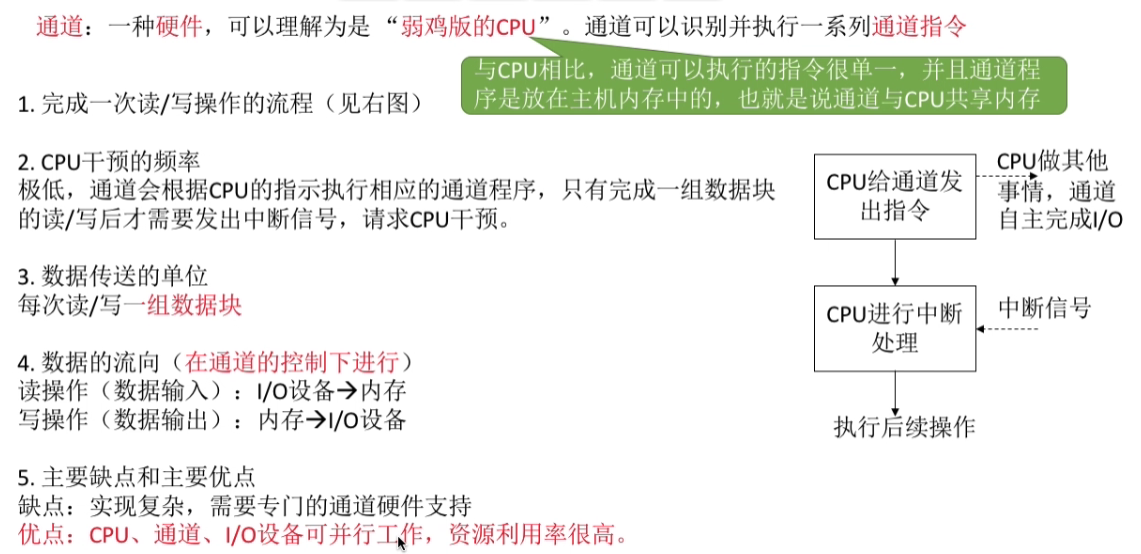 通道：一种硬件，可以理解为是 “弱鸡版的CPU”。通道可以识别并执行一系列通道指令
与CPU相比，通道可以执行的指令很单一，并且通道程
序是放在主机内存中的，也就是说通道与CPU共享内存
1. 完成一次读/写操作的流程（见右图）
2. CPU干预的频率
极低，通道会根据CPU的指示执行相应的通道程序，只有完成一组数据块
的读/写后才需要发出中断信号，请求CPU干预。
3. 数据传送的单位
每次读/写一组数据块
4. 数据的流向（在通道的控制下进行）
读操作（数据输入）：I/O设备→内存
写操作（数据输出）：内存→I/O设备
5. 主要缺点和主要优点
缺点：实现复杂，需要专门的通道硬件支持
优点：CPU、通道、I/O设备可并行工作，资源利用率很高。
CPU给通道发
出指令
CPU做其他
事情，通道
自主完成I/O
CPU进行中断
处理
中断信号
执行后续操作